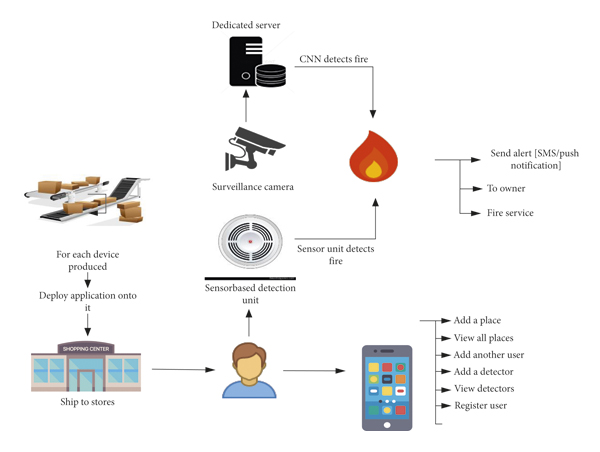 Dedicated server
CNN detects fire
Surveillance camera
Send alert [SMS/push
notification]
To owner
Fire service
Sensor unit detects
fire
Sensorbased detection
unit
For each device
produced
Deploy application onto
it
SHOPPING CENTER
Ship to stores
Add a place
View all places
Add another user
Add a detector
View detectors
Register user